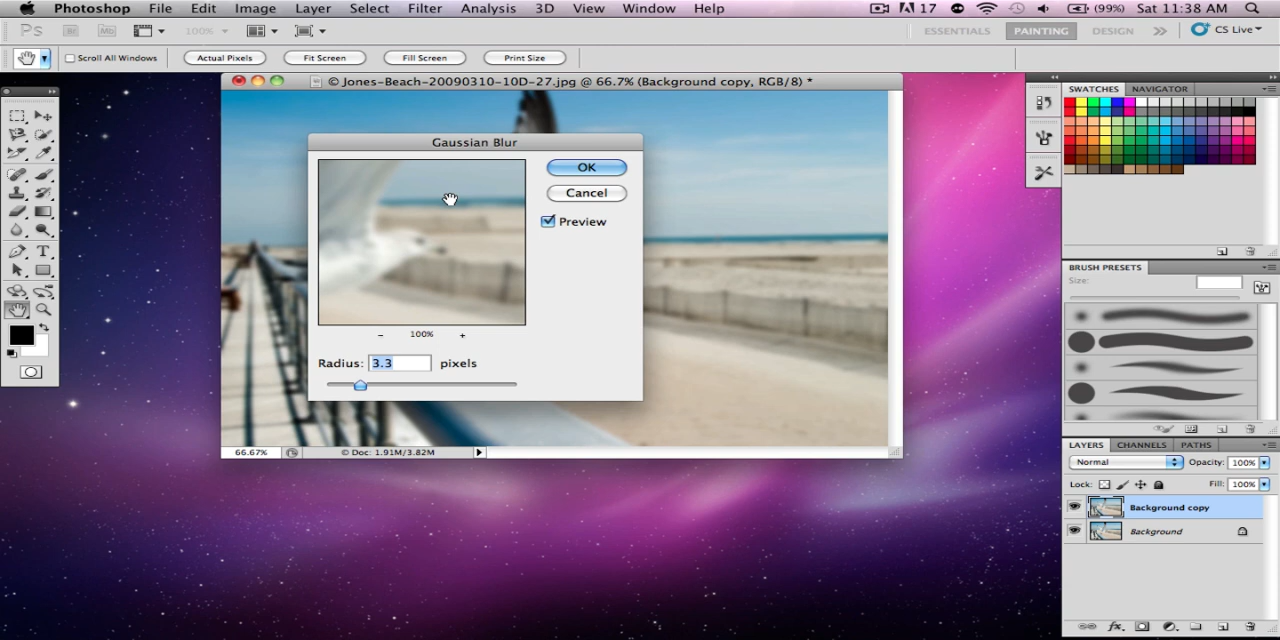 Photoshop File Edit Image Layer Select Filter Analysis 3D View Window Help 17 (99%) Sat 11:38 AM
Ps Br Mb 100% ESSENTIALS PAINTING DESIGN CS Live
Scroll All Windows Actual Pixels Fit Screen Fill Screen Print Size
© Jones-Beach-20090310-10D-27.jpg @ 66.7% (Background copy, RGB/8) *
SWATCHES NAVIGATOR
Gaussian Blur
OK
Cancel
Preview
T
BRUSH PRESETS
Size:
100%
Radius: 3.3 pixels
LAYERS CHANNELS PATHS
66.67% © Doc: 1.91M/3.82M
Normal Opacity: 100%
Lock: Fill: 100%
Background copy
Background
fx